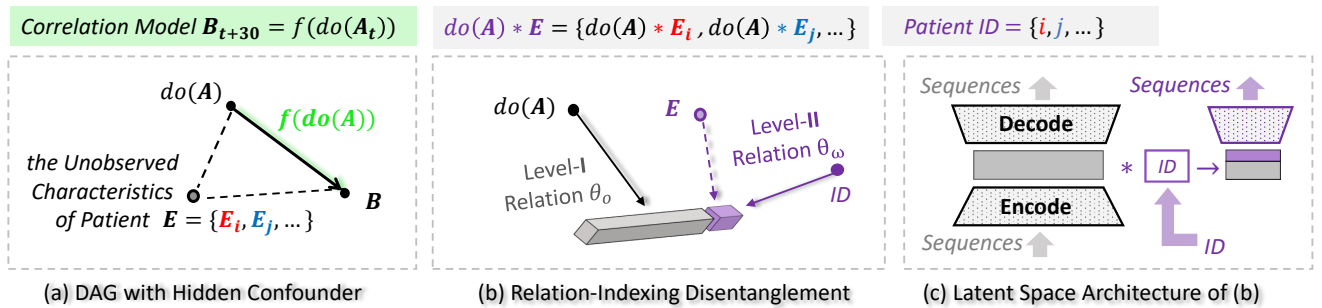 Correlation Model B_{t+30} = f(do(A_t))
do(A) * E = {do(A) * E_i , do(A) * E_j, ...}
Patient ID = {i, j, ...}
do(A)
f(do(A))
the Unobserved
Characteristics
of Patient E = {E_i, E_j, ...}
B
(a) DAG with Hidden Confounder
do(A)
E
Level-I
Relation θ_o
Level-II
Relation θ_ω
ID
(b) Relation-Indexing Disentanglement
Sequences
Sequences
Decode
* ID →
Encode
Sequences
ID
(c) Latent Space Architecture of (b)